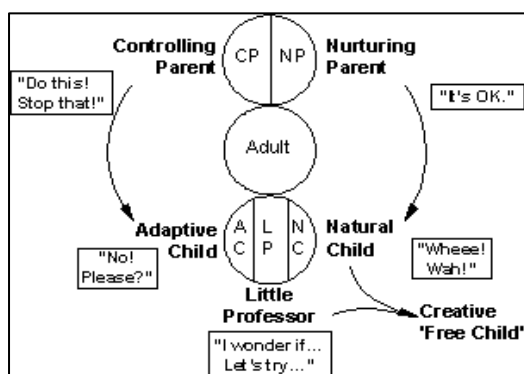 Controlling
Parent
CP
NP
Nurturing
Parent
"Do this!
Stop that!"
"It's OK."
Adult
Adaptive
Child
A
C
L
P
N
C
Natural
Child
"No!
Please?"
"Wheee!
Wah!"
Little
Professor
Creative
'Free Child'
"I wonder if...
Let's try..."